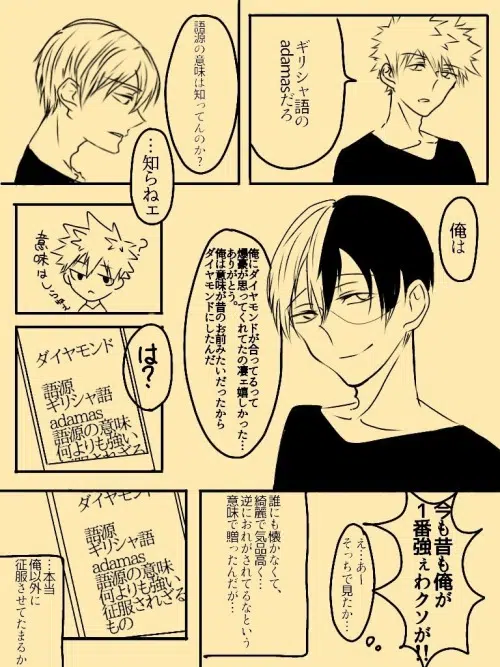 ギリシャ語の
adamasだろ
語源の意味は知ってんのか?
…知らねェ
意味はしらねェ
俺は
俺にダイヤモンドが合ってるって
爆豪が思ってくれてたの凄ェ嬉しかった…
ありがとう。
俺は意味が昔のお前みたいだったから
ダイヤモンドにしたんだ
は?
ダイヤモンド
語源
ギリシャ語
adamas
語源の意味
何よりも強い
今も昔も俺が
1番強ぇわクソが!!
え…あー
そっちで見たか…
誰にも懐かなくて、
綺麗で気品高く…
逆におれがされてるなという
意味で贈ったんだが…
ダイヤモンド
語源
ギリシャ語
adamas
語源の意味
何よりも強い
征服されざる
もの
…本当
俺以外に
征服させてたまるか